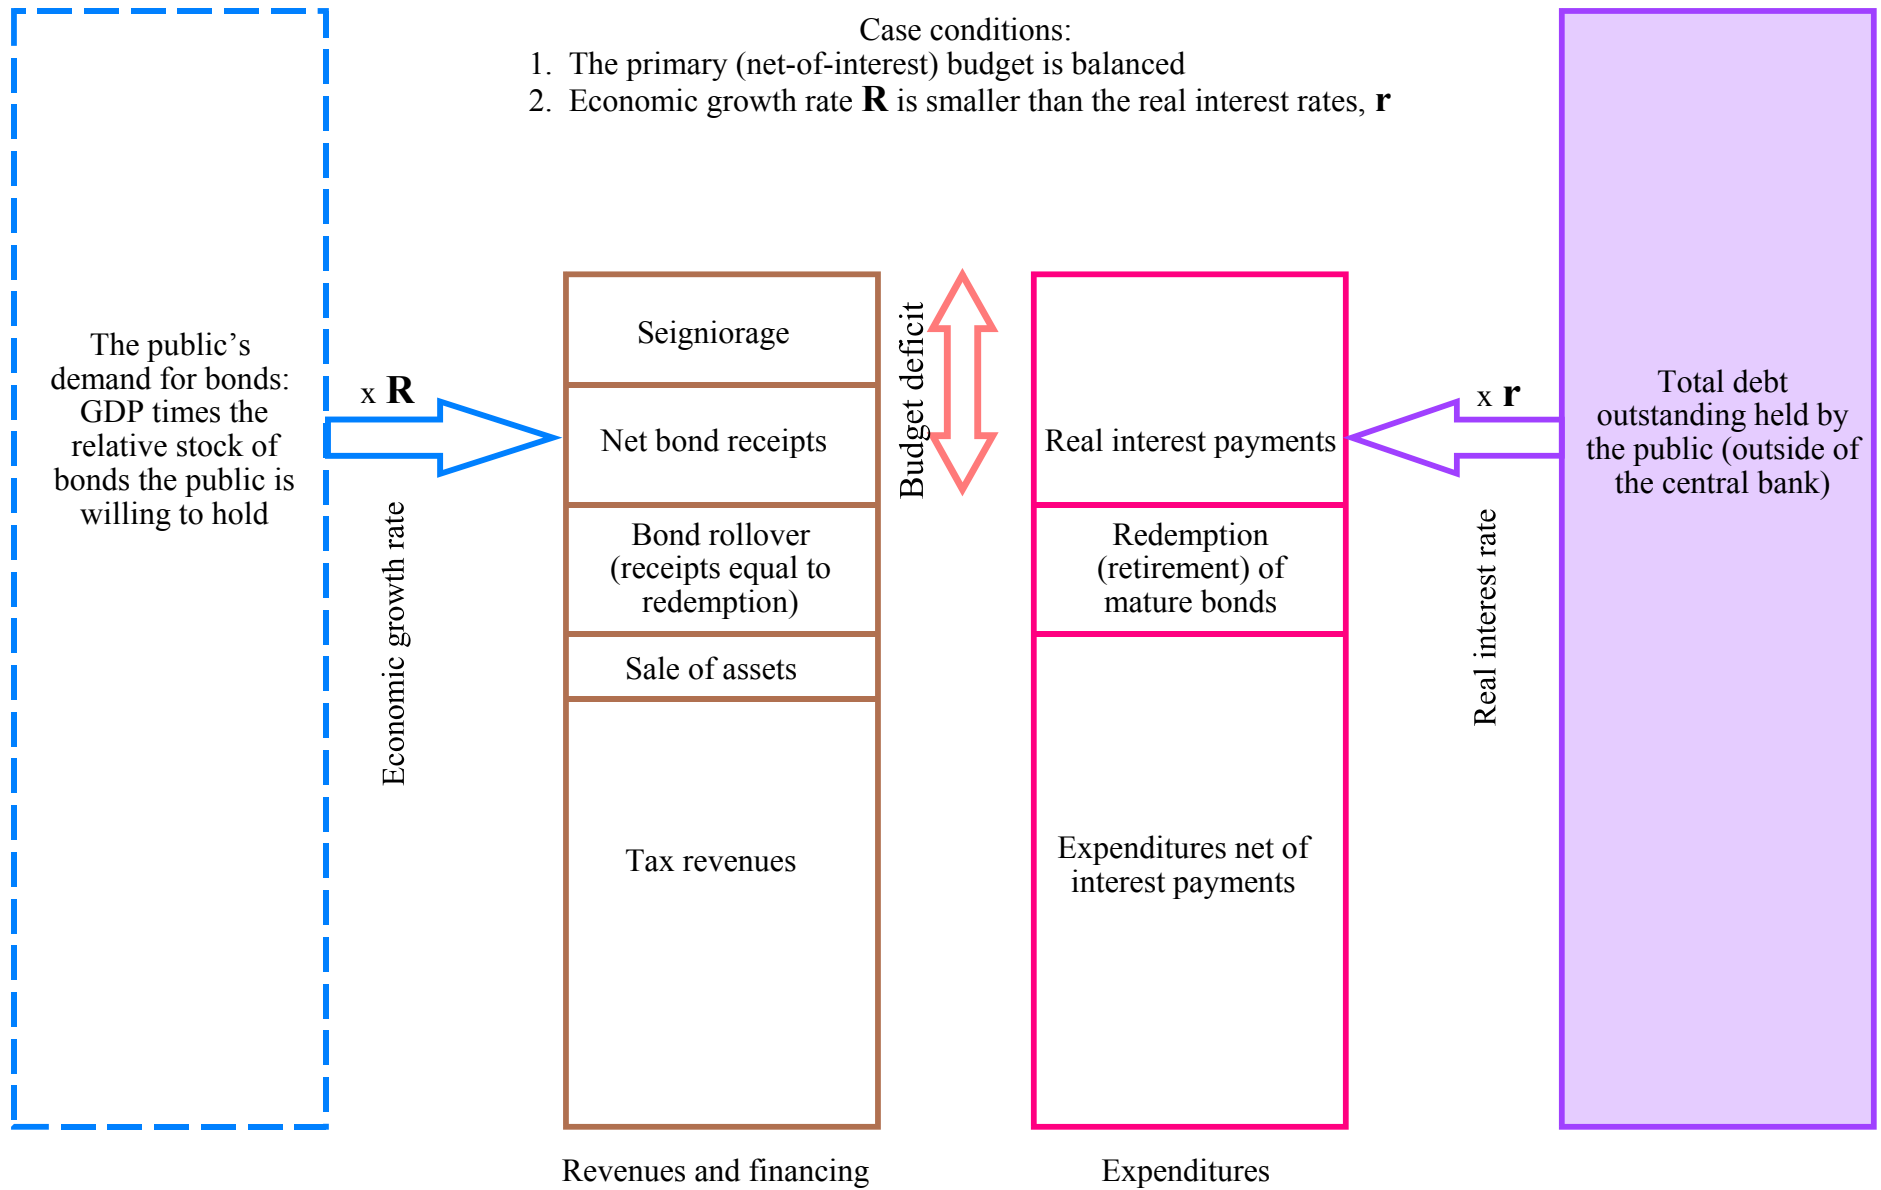 Case conditions:
1. The primary (net-of-interest) budget is balanced
2. Economic growth rate R is smaller than the real interest rates, r
The public’s
demand for bonds:
GDP times the
relative stock of
bonds the public is
willing to hold
x R
Economic growth rate
Seigniorage
Net bond receipts
Bond rollover
(receipts equal to
redemption)
Sale of assets
Tax revenues
Revenues and financing
Budget deficit
Real interest payments
Redemption
(retirement) of
mature bonds
Expenditures net of
interest payments
Expenditures
x r
Real interest rate
Total debt
outstanding held by
the public (outside of
the central bank)